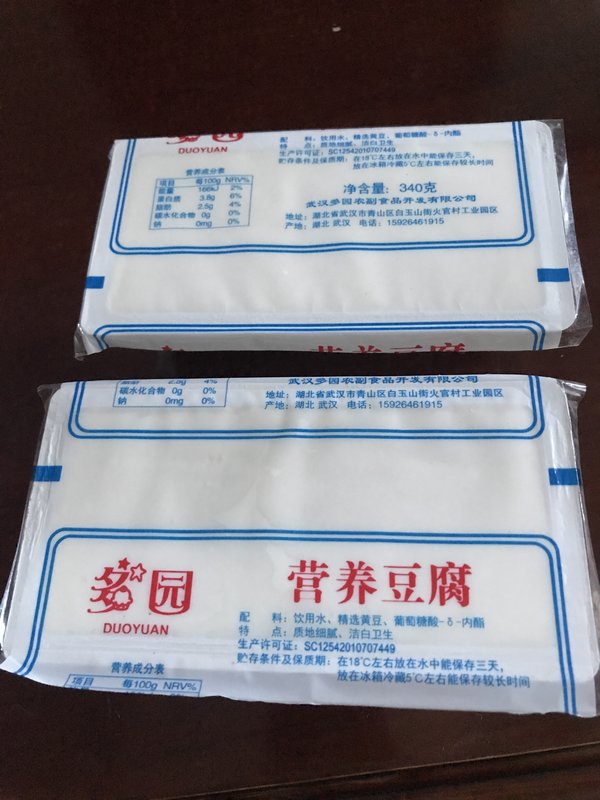 多园
DUOYUAN
配 料：饮用水、精选黄豆、葡萄糖酸-δ-内酯
特 点：质地细腻、洁白卫生
生产许可证：SC12542010707449
贮存条件及保质期：在18℃左右放在水中能保存三天，
放在冰箱冷藏5℃左右能保存较长时间
营养成分表
项目 每100g NRV%
能量 166kJ 2%
蛋白质 3.8g 6%
脂肪 2.5g 4%
碳水化合物 0g 0%
钠 0mg 0%
净含量：340克
武汉多园农副食品开发有限公司
地址：湖北省武汉市青山区白玉山街火官村工业园区
产地：湖北 武汉 电话：15926461915
营养豆腐
脂肪 2.5g 4%
碳水化合物 0g 0%
钠 0mg 0%
武汉多园农副食品开发有限公司
地址：湖北省武汉市青山区白玉山街火官村工业园区
产地：湖北 武汉 电话：15926461915
多园
DUOYUAN
营养豆腐
配 料：饮用水、精选黄豆、葡萄糖酸-δ-内酯
特 点：质地细腻、洁白卫生
生产许可证：SC12542010707449
贮存条件及保质期：在18℃左右放在水中能保存三天，
放在冰箱冷藏5℃左右能保存较长时间
营养成分表
项目 每100g NRV%